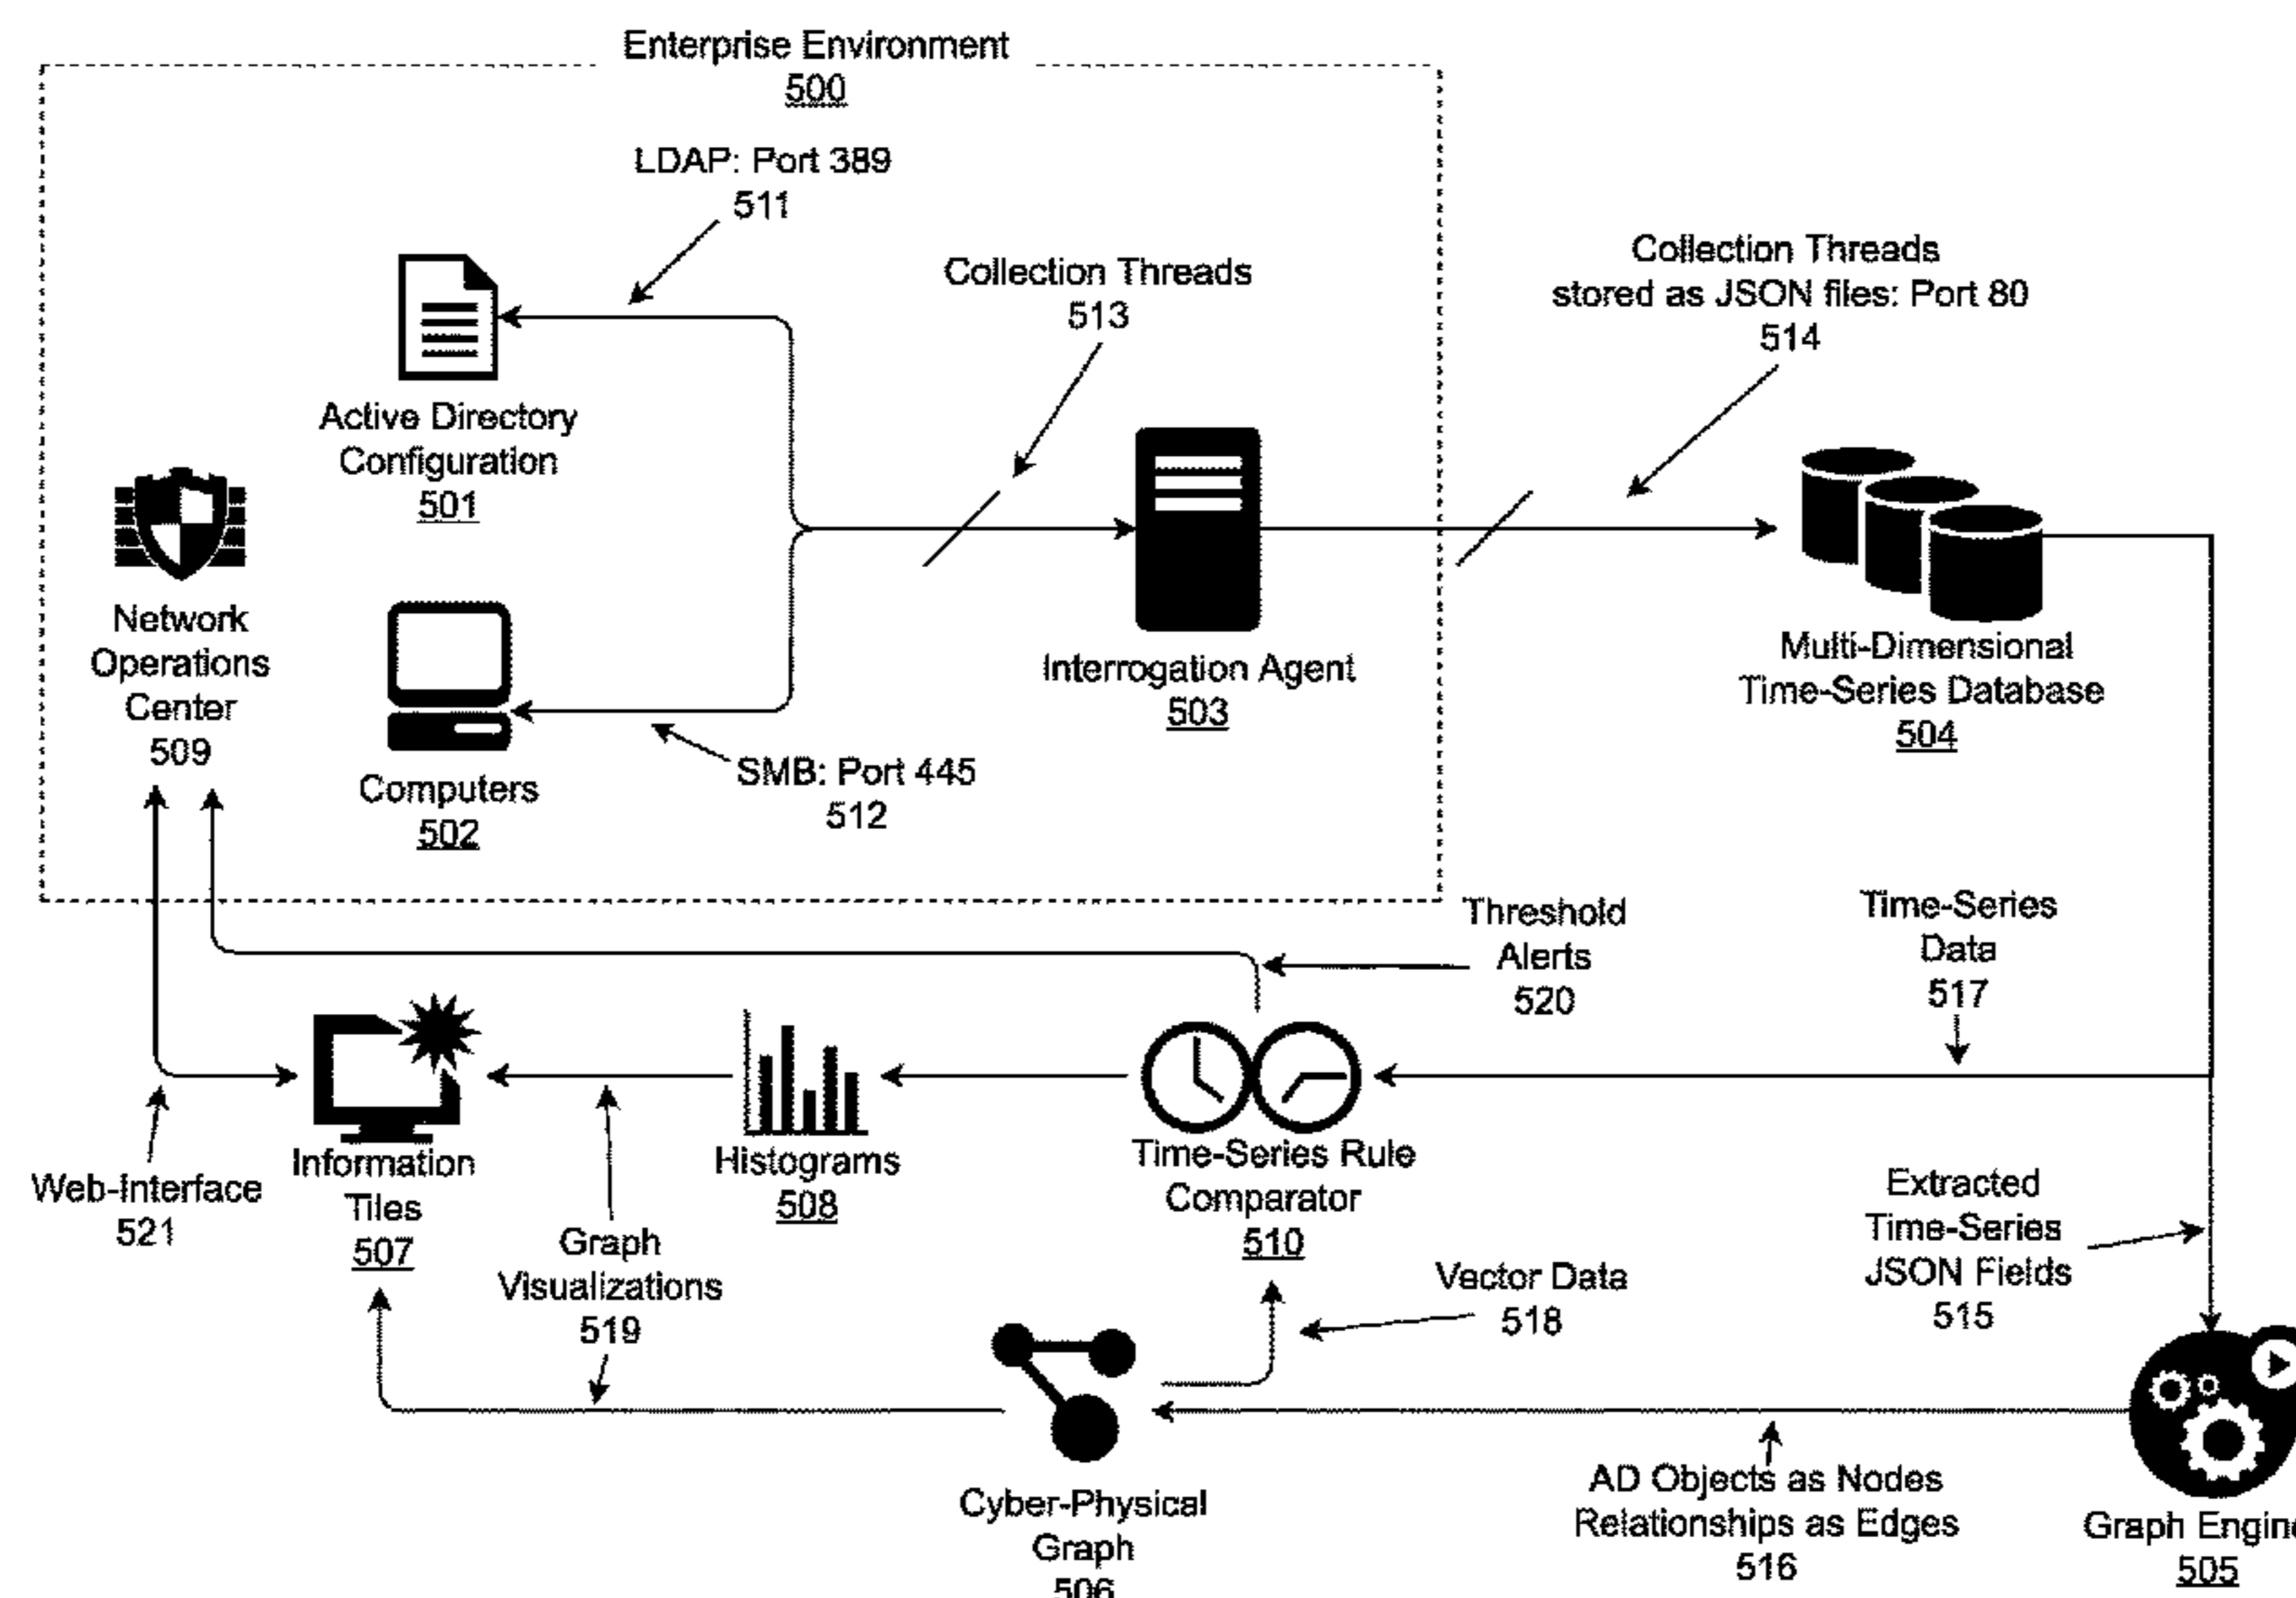 Enterprise Environment
500
LDAP: Port 389
511
Collection Threads
513
Collection Threads
stored as JSON files: Port 80
514
Active Directory
Configuration
501
Network
Operations
Center
509
Computers
502
SMB: Port 445
512
Interrogation Agent
503
Multi-Dimensional
Time-Series Database
504
Threshold
Alerts
520
Time-Series
Data
517
Web-Interface
521
Information
Tiles
507
Graph
Visualizations
519
Histograms
508
Time-Series Rule
Comparator
510
Vector Data
518
Extracted
Time-Series
JSON Fields
515
Cyber-Physical
Graph
506
AD Objects as Nodes
Relationships as Edges
516
Graph Engine
505